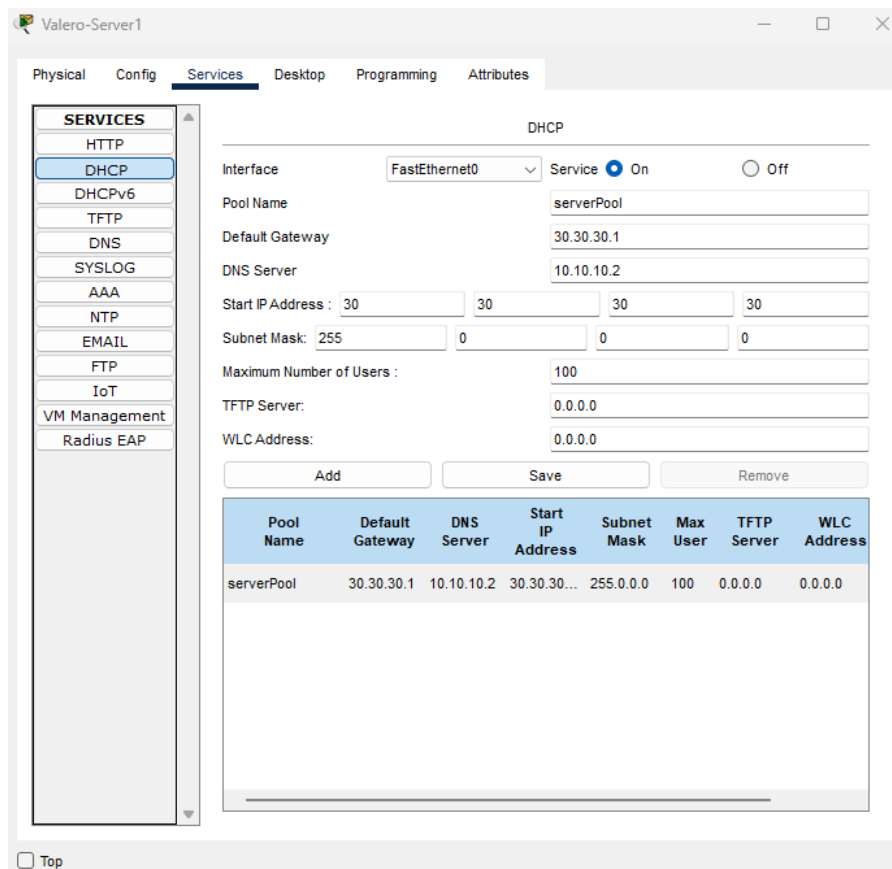 Valero-Server1
Physical Config Services Desktop Programming Attributes
SERVICES
HTTP
DHCP
DHCPv6
TFTP
DNS
SYSLOG
AAA
NTP
EMAIL
FTP
IoT
VM Management
Radius EAP
DHCP
Interface FastEthernet0 Service On Off
Pool Name serverPool
Default Gateway 30.30.30.1
DNS Server 10.10.10.2
Start IP Address : 30 30 30 30
Subnet Mask: 255 0 0 0
Maximum Number of Users : 100
TFTP Server: 0.0.0.0
WLC Address: 0.0.0.0
Add Save Remove
Pool Name Default Gateway DNS Server Start IP Address Subnet Mask Max User TFTP Server WLC Address
serverPool 30.30.30.1 10.10.10.2 30.30.30... 255.0.0.0 100 0.0.0.0 0.0.0.0
Top